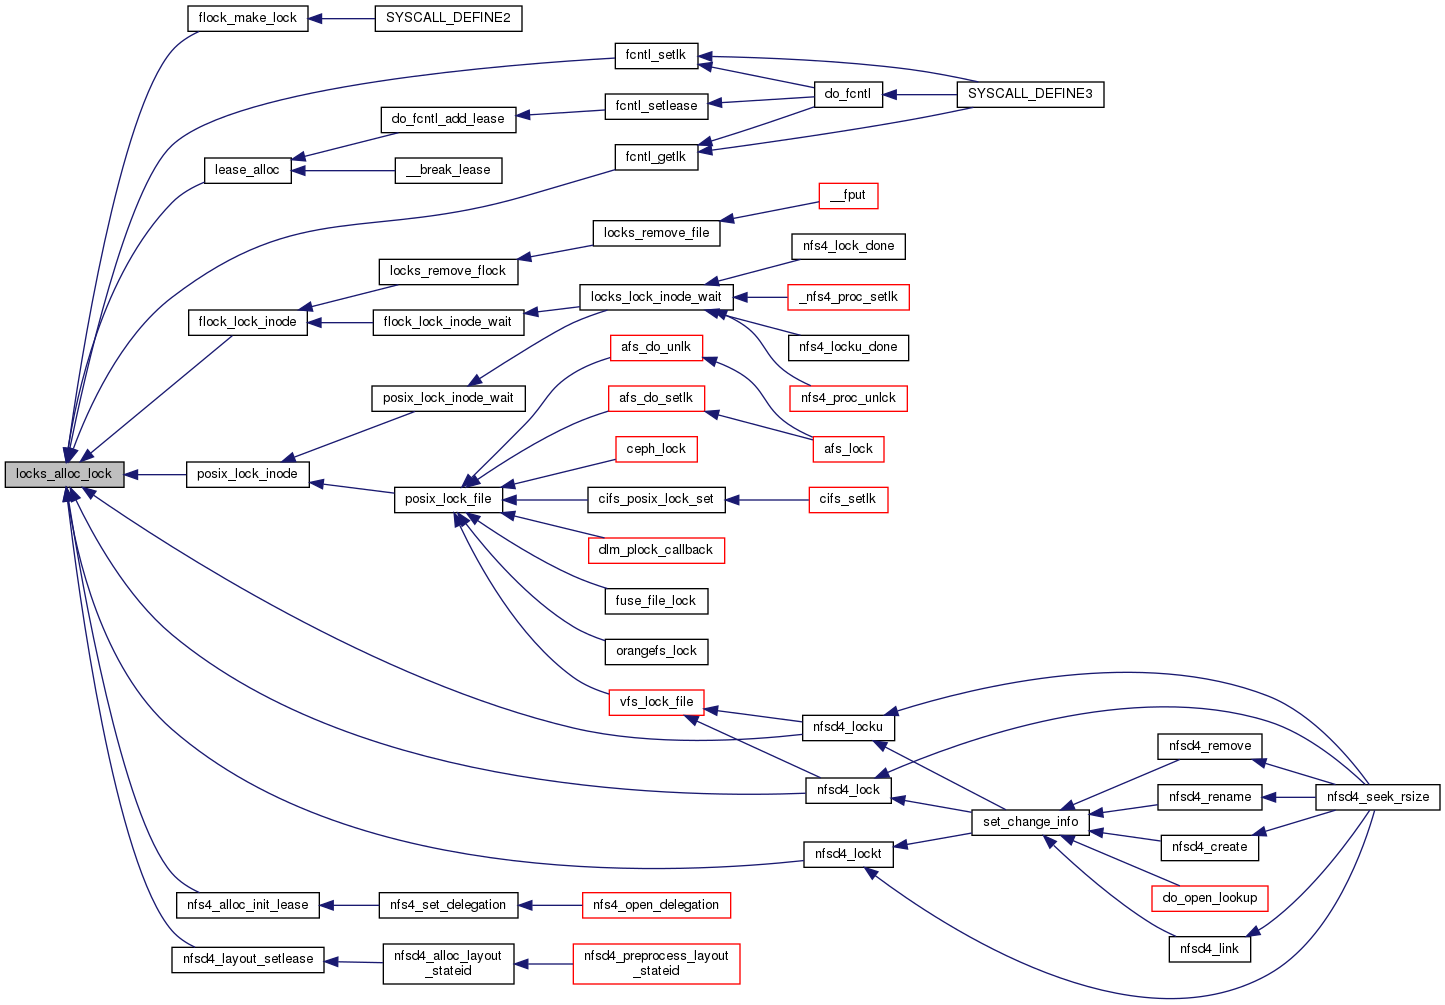 flock_make_lock
SYSCALL_DEFINE2
fcntl_setlk
do_fcntl
SYSCALL_DEFINE3
fcntl_setlease
do_fcntl_add_lease
lease_alloc
__break_lease
fcntl_getlk
__fput
locks_remove_file
nfs4_lock_done
locks_remove_flock
locks_lock_inode_wait
_nfs4_proc_setlk
flock_lock_inode
flock_lock_inode_wait
nfs4_locku_done
afs_do_unlk
posix_lock_inode_wait
afs_do_setlk
nfs4_proc_unlck
ceph_lock
afs_lock
locks_alloc_lock
posix_lock_inode
posix_lock_file
cifs_posix_lock_set
cifs_setlk
dlm_plock_callback
fuse_file_lock
orangefs_lock
vfs_lock_file
nfsd4_locku
nfsd4_remove
nfsd4_lock
nfsd4_rename
nfsd4_seek_rsize
set_change_info
nfsd4_lockt
nfsd4_create
do_open_lookup
nfs4_alloc_init_lease
nfs4_set_delegation
nfs4_open_delegation
nfsd4_link
nfsd4_layout_setlease
nfsd4_alloc_layout
_stateid
nfsd4_preprocess_layout
_stateid